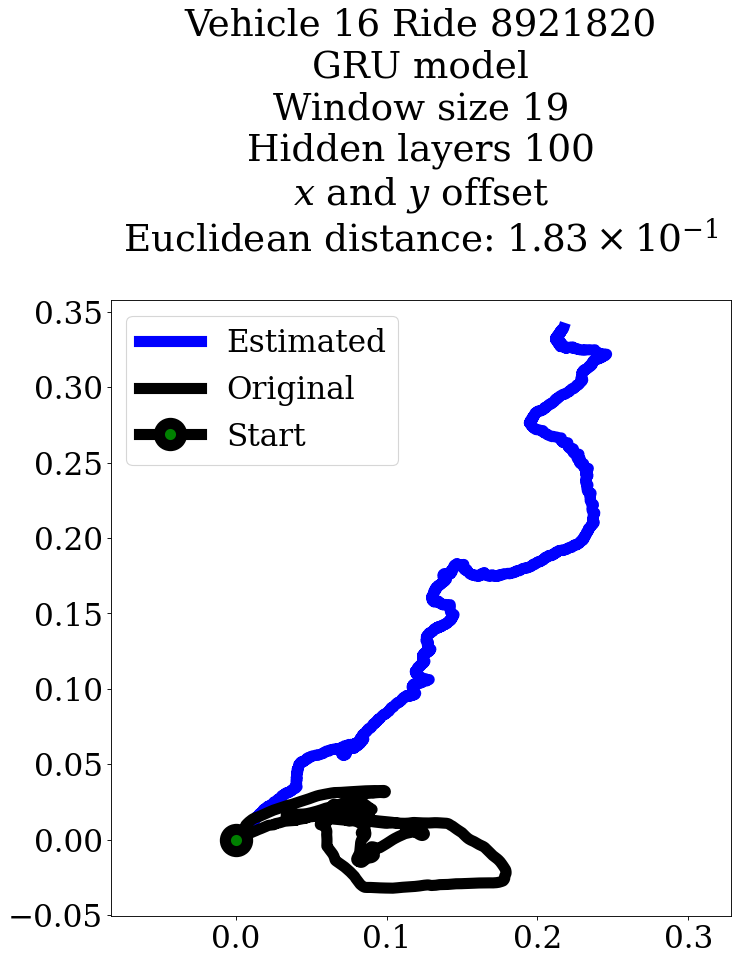 Vehicle 16 Ride 8921820
GRU model
Window size 19
Hidden layers 100
x and y offset
Euclidean distance: 1.83 × 10⁻¹
0.35
0.30
0.25
0.20
0.15
0.10
0.05
0.00
−0.05
Estimated
Original
Start
0.0 0.1 0.2 0.3